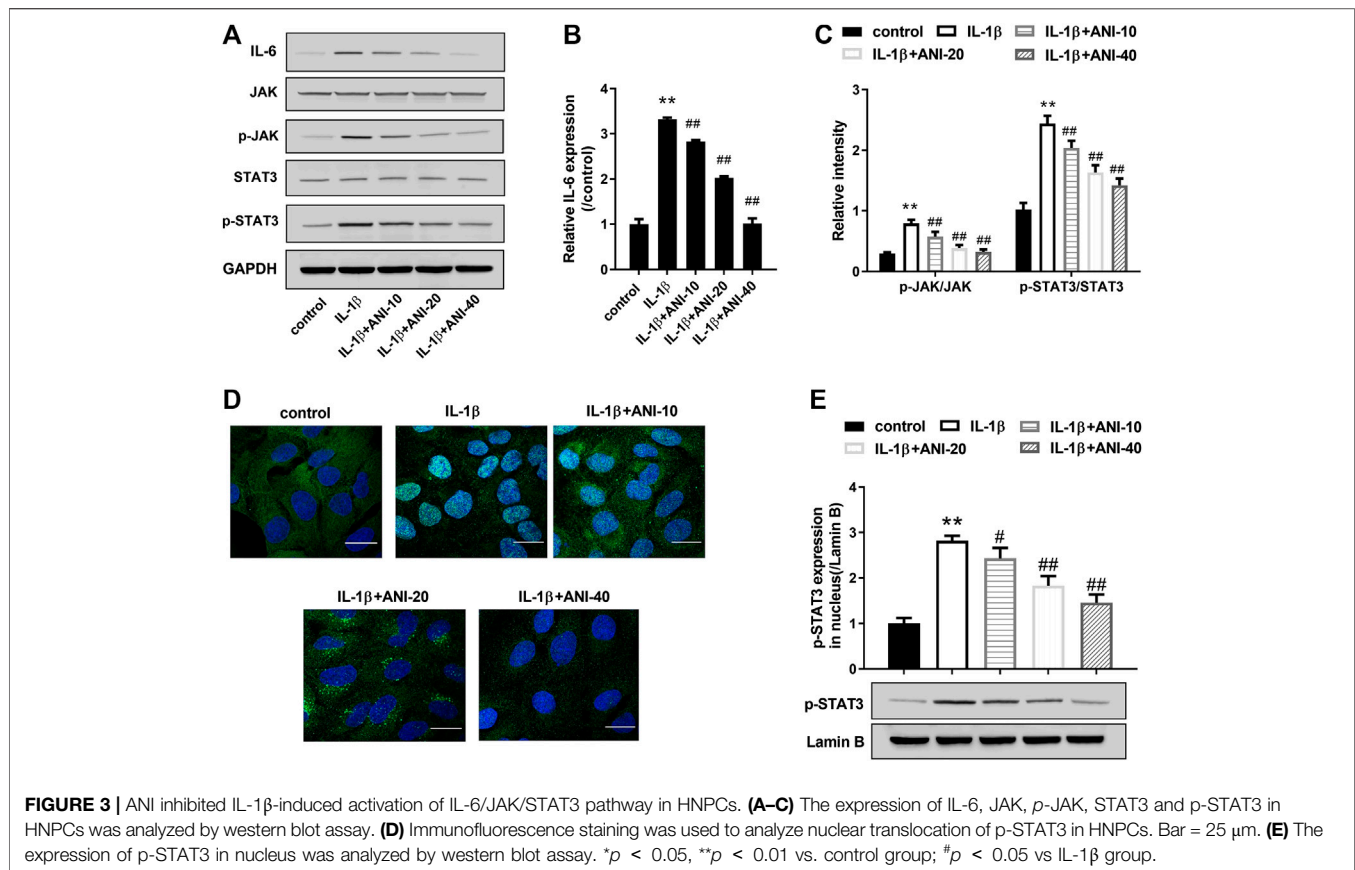 A
IL-6
JAK
p-JAK
STAT3
p-STAT3
GAPDH
control
IL-1β
IL-1β+ANI-10
IL-1β+ANI-20
IL-1β+ANI-40
B
Relative IL-6 expression
(/control)
4
3
2
1
0
**
##
##
##
control
IL-1β
IL-1β+ANI-10
IL-1β+ANI-20
IL-1β+ANI-40
C
control IL-1β IL-1β+ANI-10
IL-1β+ANI-20 IL-1β+ANI-40
Relative intensity
3
2
1
0
**
##
##
##
**
##
##
##
p-JAK/JAK p-STAT3/STAT3
D
control IL-1β IL-1β+ANI-10
IL-1β+ANI-20 IL-1β+ANI-40
E
control IL-1β IL-1β+ANI-10
IL-1β+ANI-20 IL-1β+ANI-40
p-STAT3 expression
in nucleus(/Lamin B)
4
3
2
1
0
**
#
##
##
p-STAT3
Lamin B
FIGURE 3 | ANI inhibited IL-1β-induced activation of IL-6/JAK/STAT3 pathway in HNPCs. (A–C) The expression of IL-6, JAK, p-JAK, STAT3 and p-STAT3 in
HNPCs was analyzed by western blot assay. (D) Immunofluorescence staining was used to analyze nuclear translocation of p-STAT3 in HNPCs. Bar = 25 μm. (E) The
expression of p-STAT3 in nucleus was analyzed by western blot assay. *p < 0.05, **p < 0.01 vs. control group; #p < 0.05 vs IL-1β group.